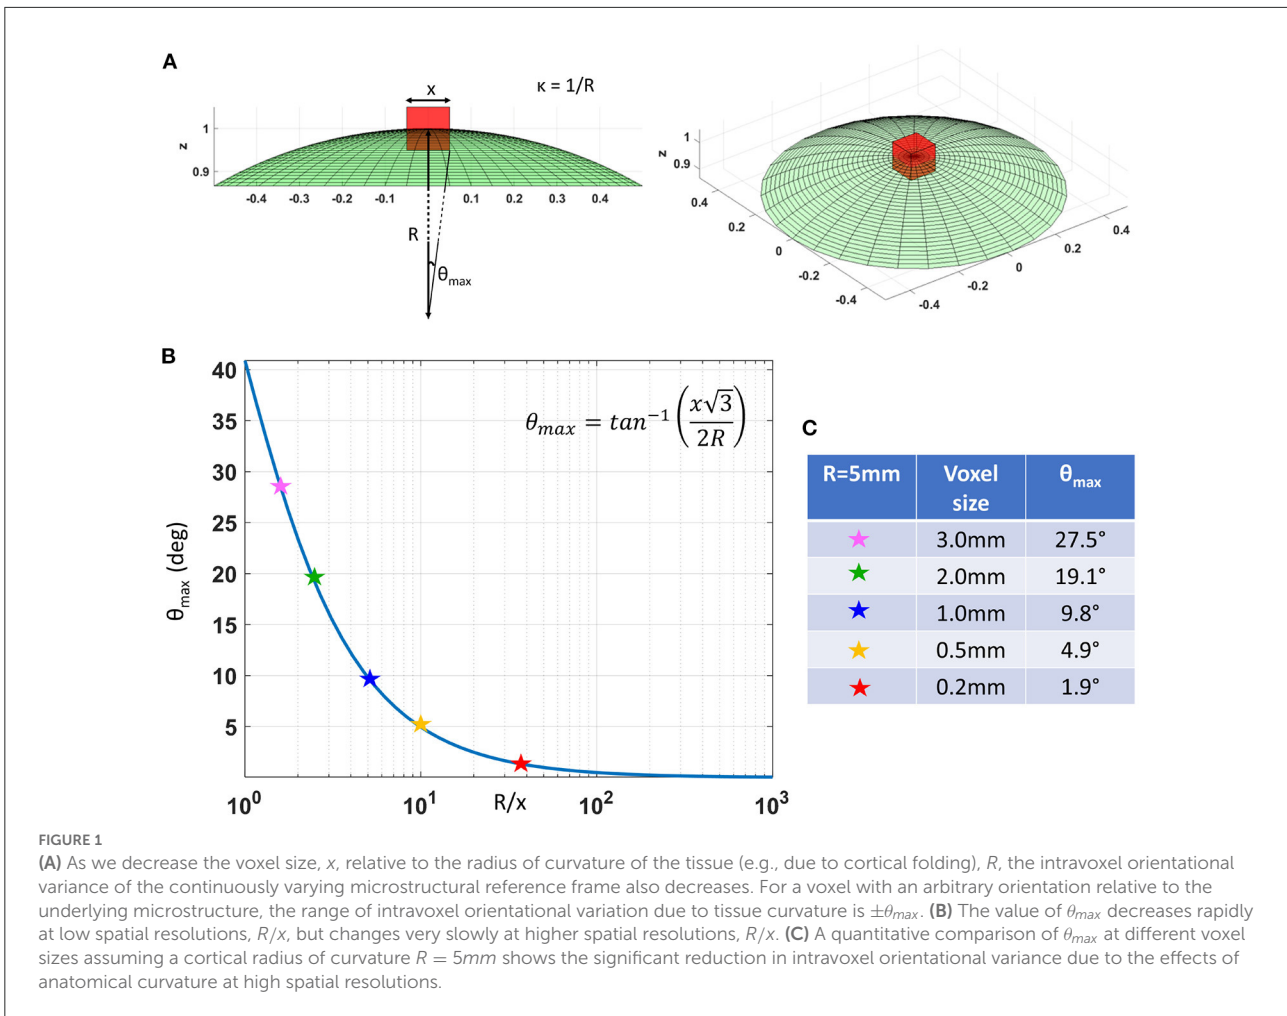 A
x
κ = 1/R
z
1
0.9
-0.4 -0.3 -0.2 -0.1 0.1 0.2 0.3 0.4
R
θmax
z
1
0.9
0.4
0.2
0
-0.2
-0.4
0.4
0.2
0
-0.2
-0.4
B
θmax (deg)
40
35
30
25
20
15
10
5
θmax = tan⁻¹ (x√3 / 2R)
10⁰ 10¹ R/x 10² 10³
C
R=5mm Voxel size θmax
3.0mm 27.5°
2.0mm 19.1°
1.0mm 9.8°
0.5mm 4.9°
0.2mm 1.9°
FIGURE 1
(A) As we decrease the voxel size, x, relative to the radius of curvature of the tissue (e.g., due to cortical folding), R, the intravoxel orientational
variance of the continuously varying microstructural reference frame also decreases. For a voxel with an arbitrary orientation relative to the
underlying microstructure, the range of intravoxel orientational variation due to tissue curvature is ±θmax. (B) The value of θmax decreases rapidly
at low spatial resolutions, R/x, but changes very slowly at higher spatial resolutions, R/x. (C) A quantitative comparison of θmax at different voxel
sizes assuming a cortical radius of curvature R = 5mm shows the significant reduction in intravoxel orientational variance due to the effects of
anatomical curvature at high spatial resolutions.